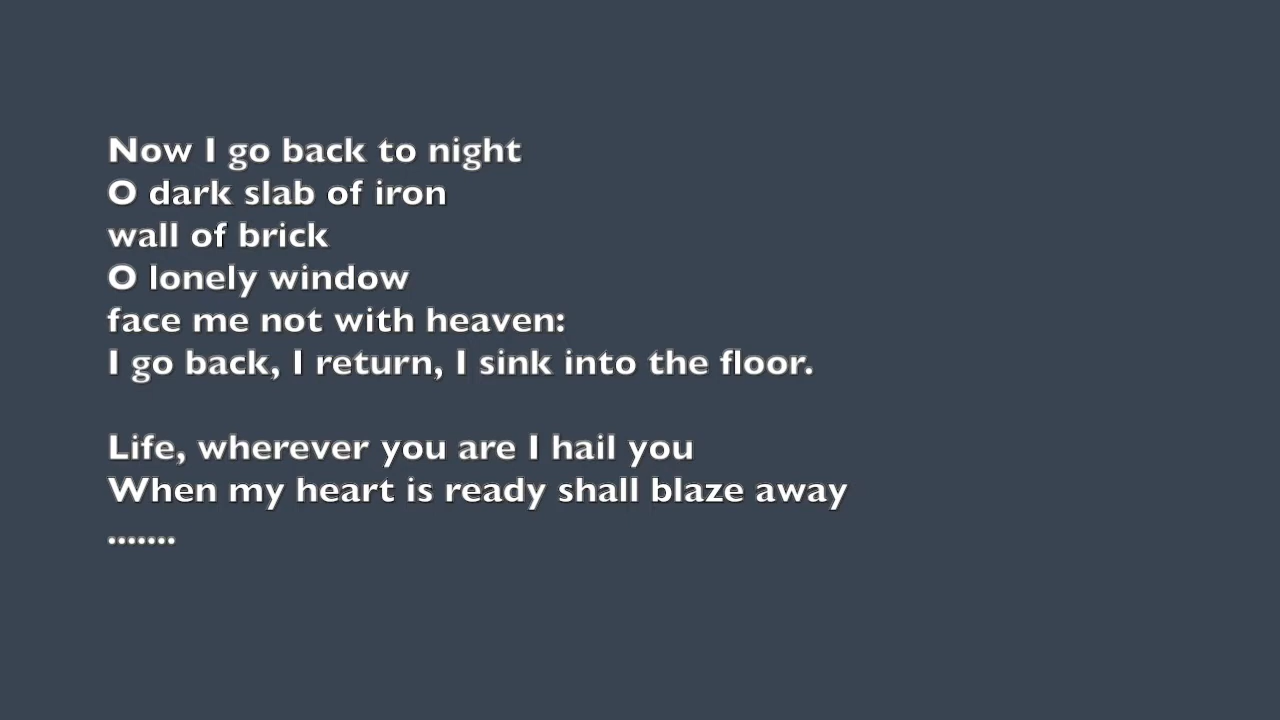 Now I go back to night
O dark slab of iron
wall of brick
O lonely window
face me not with heaven:
I go back, I return, I sink into the floor.
Life, wherever you are I hail you
When my heart is ready shall blaze away
.......